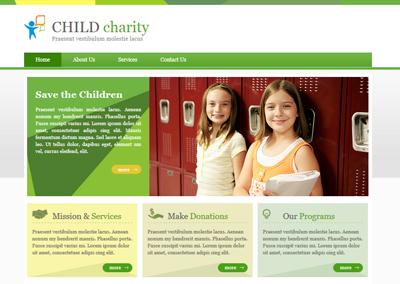 CHILD charity
Praesent vestibulum molestie lacus
Home About Us Services Contact Us
Save the Children
Praesent vestibulum molestie lacus. Aenean
nonum my hendrerit mauris. Phasellus porta.
Fusce suscipit varius mi. Lorem ipsum dolor sit
amet, consectetuer adipis cing elit. Mauris
fermentum dictum magna. Sed laore et aliquam
leo. Ut tellus dolor, dapibus eget, elementum
vel, cursus eleifend, elit.
more
Mission & Services
Praesent vestibulum molestie lacus. Aenean
nonum my hendrerit mauris. Phasellus porta.
Fusce suscipit varius mi. Lorem ipsum dolor
sit amet, consectetuer adipis cing elit.
more
Make Donations
Praesent vestibulum molestie lacus. Aenean
nonum my hendrerit mauris. Phasellus porta.
Fusce suscipit varius mi. Lorem ipsum dolor
sit amet, consectetuer adipis cing elit.
more
Our Programs
Praesent vestibulum molestie lacus. Aenean
nonum my hendrerit mauris. Phasellus porta.
Fusce suscipit varius mi. Lorem ipsum dolor
sit amet, consectetuer adipis cing elit.
more